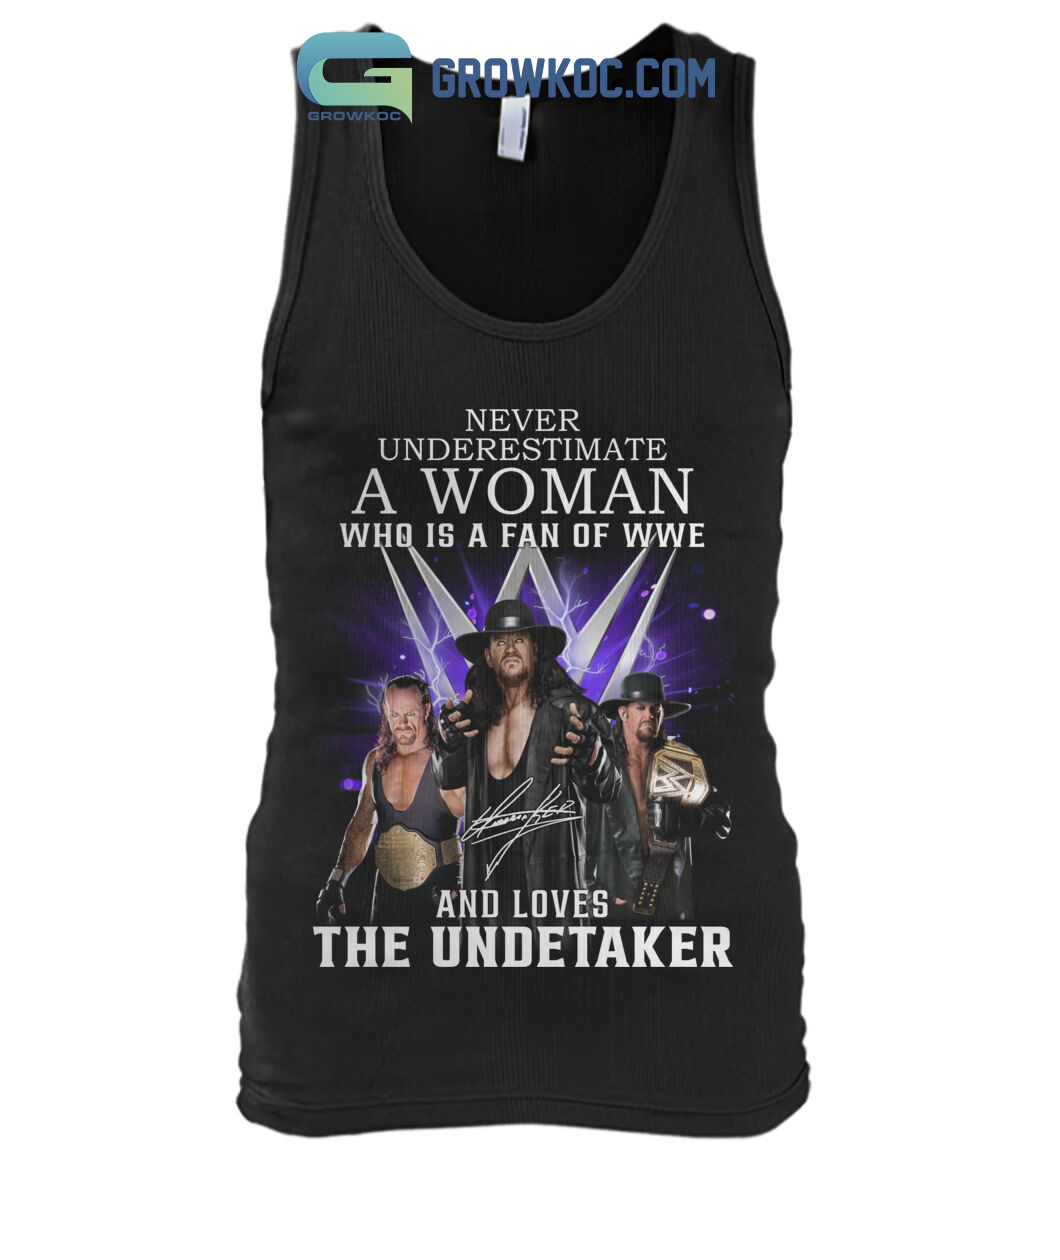 GROWKOC.COM
GROWKOC
NEVER
UNDERESTIMATE
A WOMAN
WHO IS A FAN OF WWE
AND LOVES
THE UNDETAKER